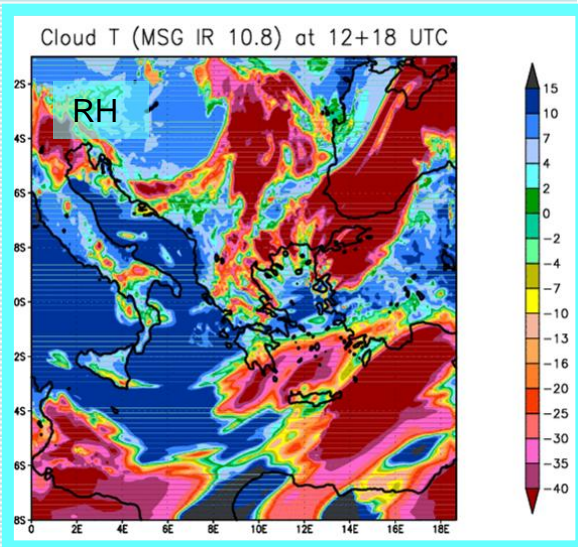 Cloud T (MSG IR 10.8) at 12+18 UTC
RH
2S
4S
6S
8S
0S
2S
4S
6S
8S
0 2E 4E 6E 8E 10E 12E 14E 16E 18E
15
10
7
4
2
0
-2
-4
-7
-10
-13
-16
-20
-25
-30
-35
-40